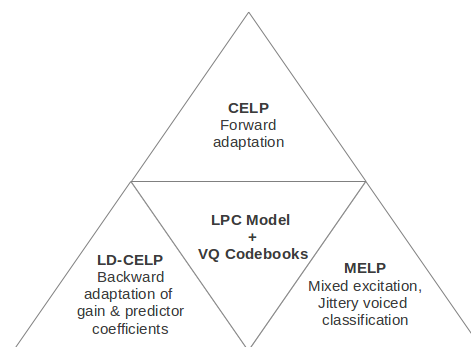 CELP
Forward
adaptation
LPC Model
+
VQ Codebooks
LD-CELP
Backward
adaptation of
gain & predictor
coefficients
MELP
Mixed excitation,
Jittery voiced
classification